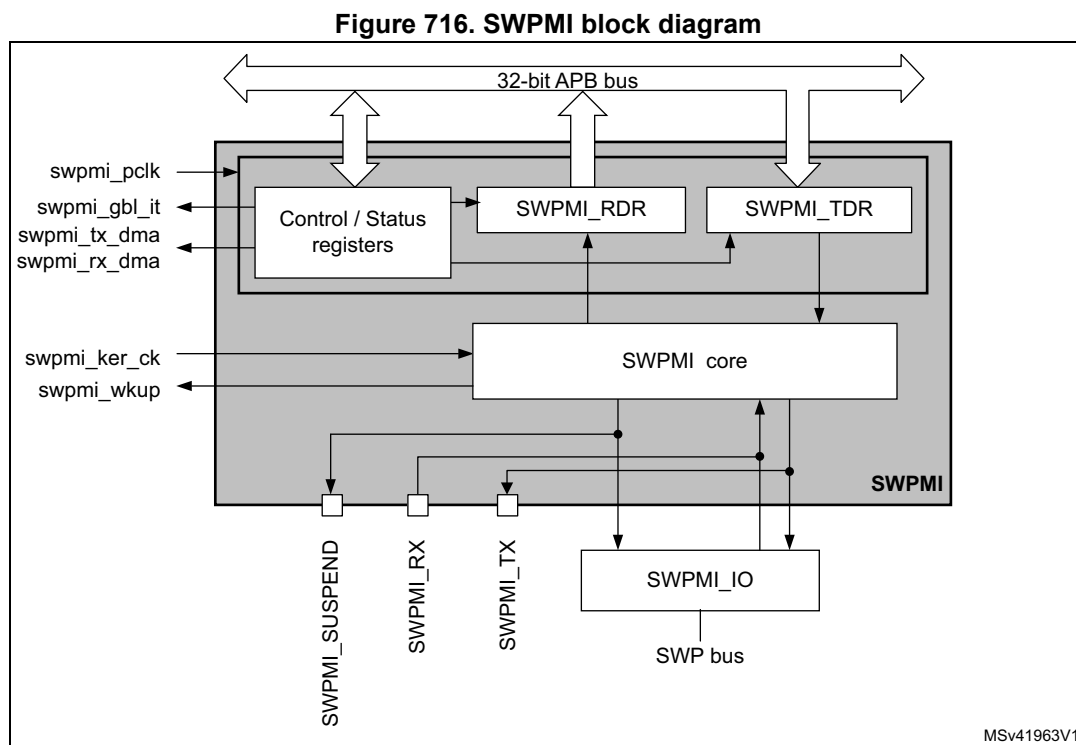 Figure 716. SWPMI block diagram
32-bit APB bus
swpmi_pclk
swpmi_gbl_it
swpmi_tx_dma
swpmi_rx_dma
Control / Status
registers
SWPMI_RDR
SWPMI_TDR
swpmi_ker_ck
swpmi_wkup
SWPMI core
SWPMI
SWPMI_SUSPEND
SWPMI_RX
SWPMI_TX
SWPMI_IO
SWP bus
MSv41963V1